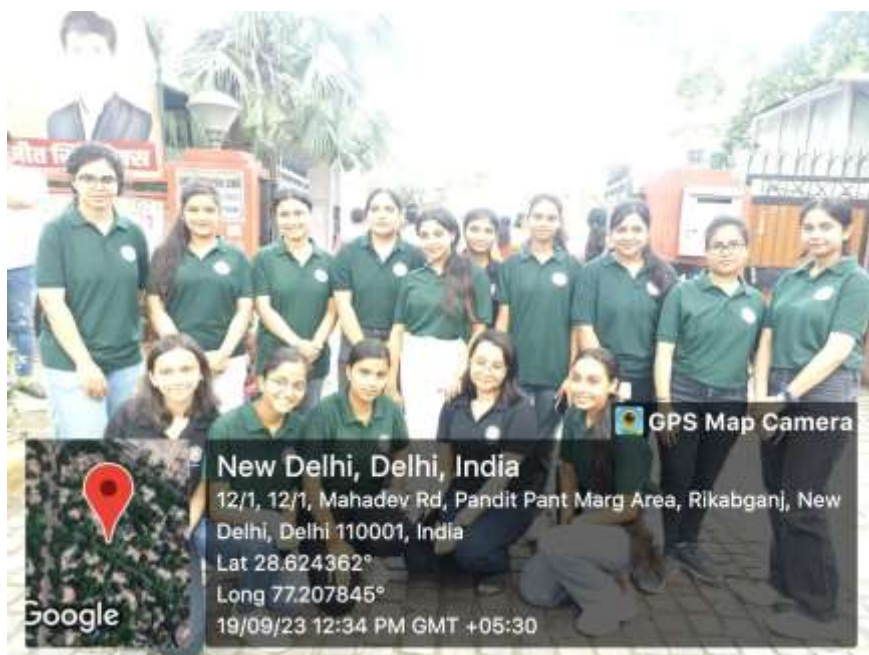 GPS Map Camera
New Delhi, Delhi, India
12/1, 12/1, Mahadev Rd, Pandit Pant Marg Area, Rikabganj, New
Delhi, Delhi 110001, India
Lat 28.624362°
Long 77.207845°
19/09/23 12:34 PM GMT +05:30
Google